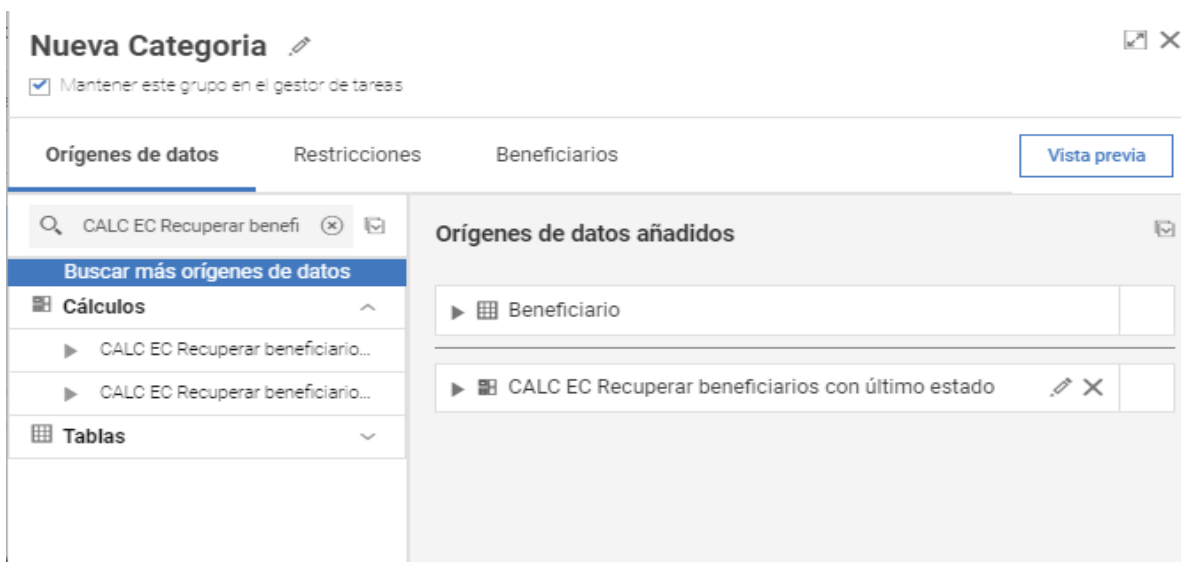 Nueva Categoria
Mantener este grupo en el gestor de tareas
Orígenes de datos
Restricciones
Beneficiarios
Vista previa
CALC EC Recuperar benefi
Buscar más orígenes de datos
Cálculos
CALC EC Recuperar beneficiario...
CALC EC Recuperar beneficiario...
Tablas
Orígenes de datos añadidos
Beneficiario
CALC EC Recuperar beneficiarios con último estado